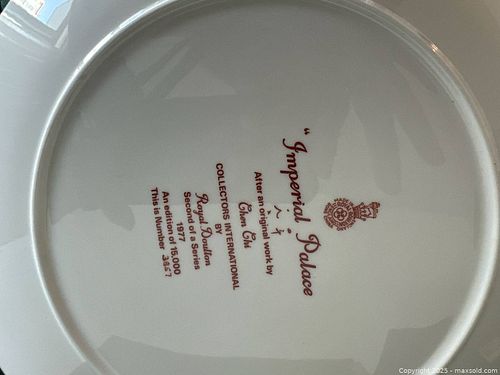 "Imperial Palace
After an original work by
Chen Chi
COLLECTORS INTERNATIONAL
BY
Royal Doulton
Second of a Series
1977
An edition of 15,000
This is Number 3867
Copyright 2025 - maxsold.com